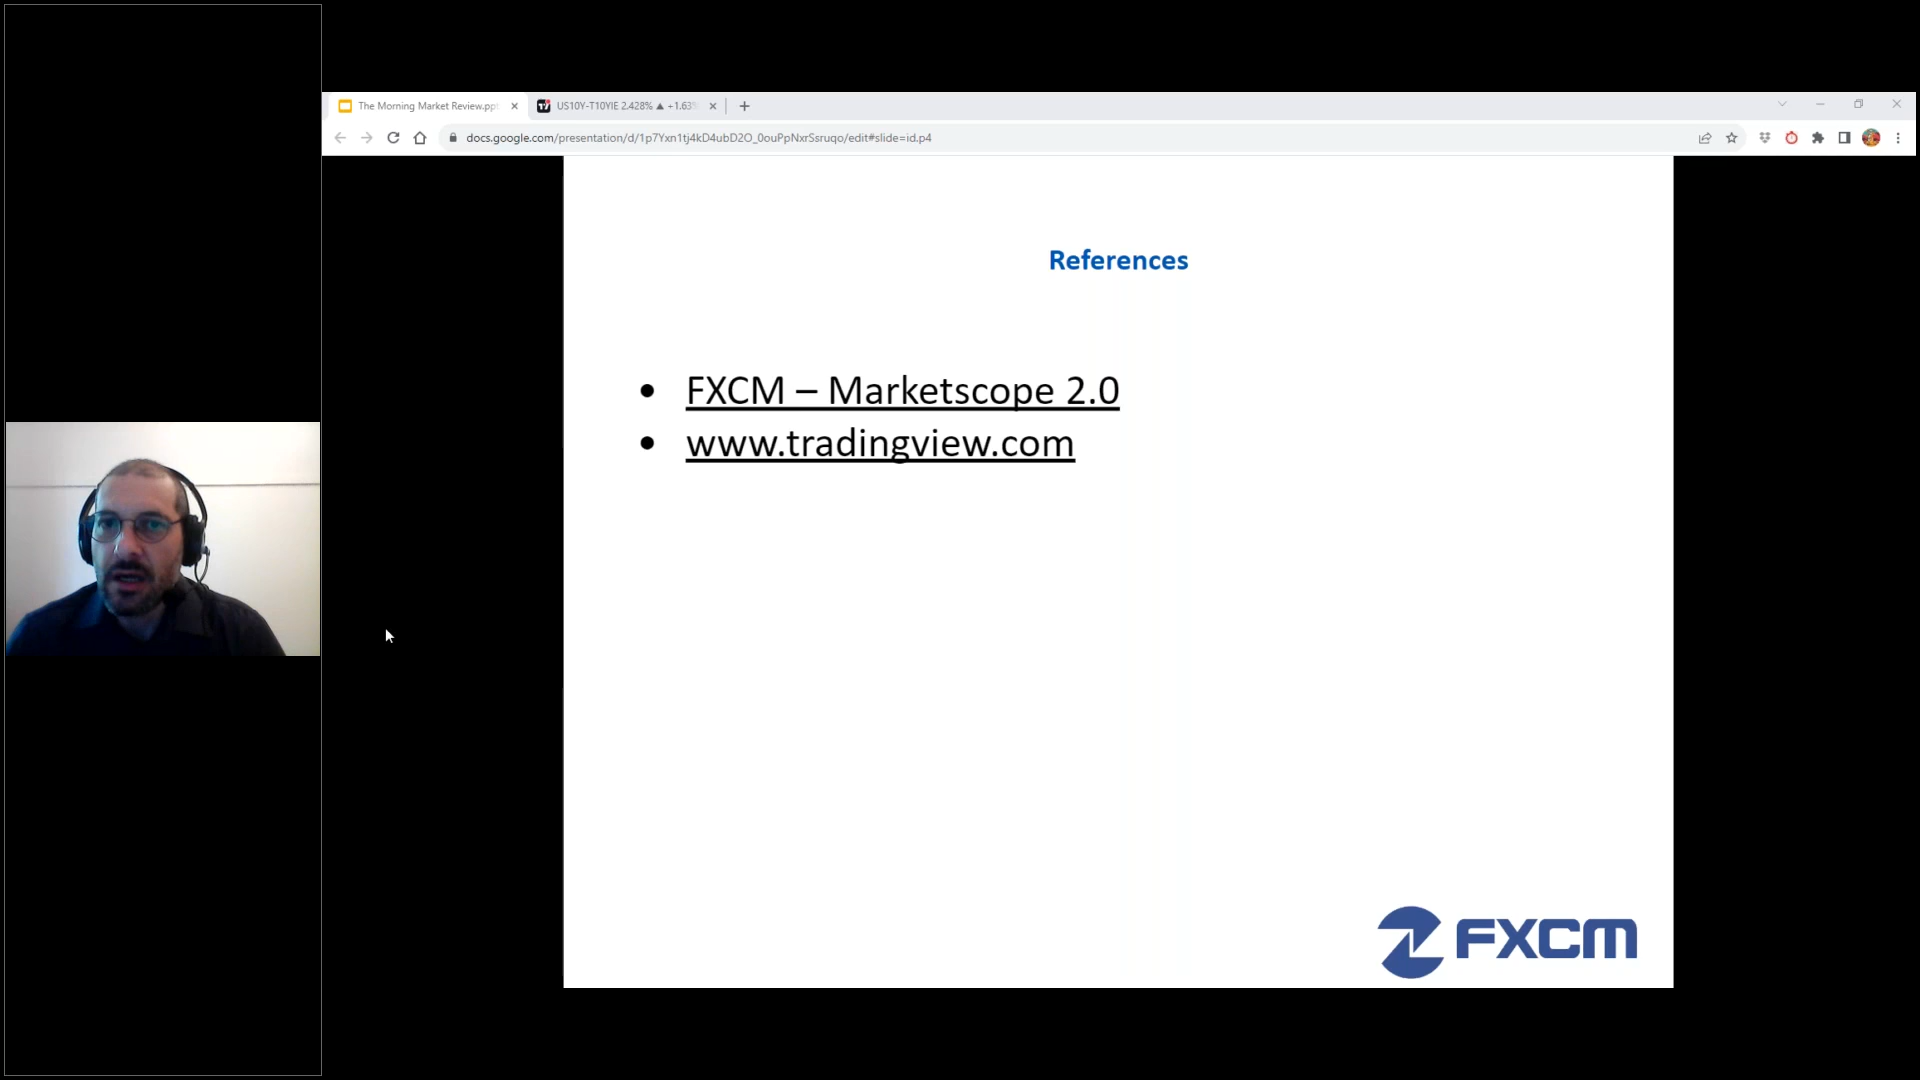 The Morning Market Review.ppt
US10Y-T10YIE 2.428% ▲ +1.63%
docs.google.com/presentation/d/1p7Yxn1tj4kD4ubD2O_0ouPpNxrSsruqo/edit#slide=id.p4
References
• FXCM – Marketscope 2.0
• www.tradingview.com
FXCM